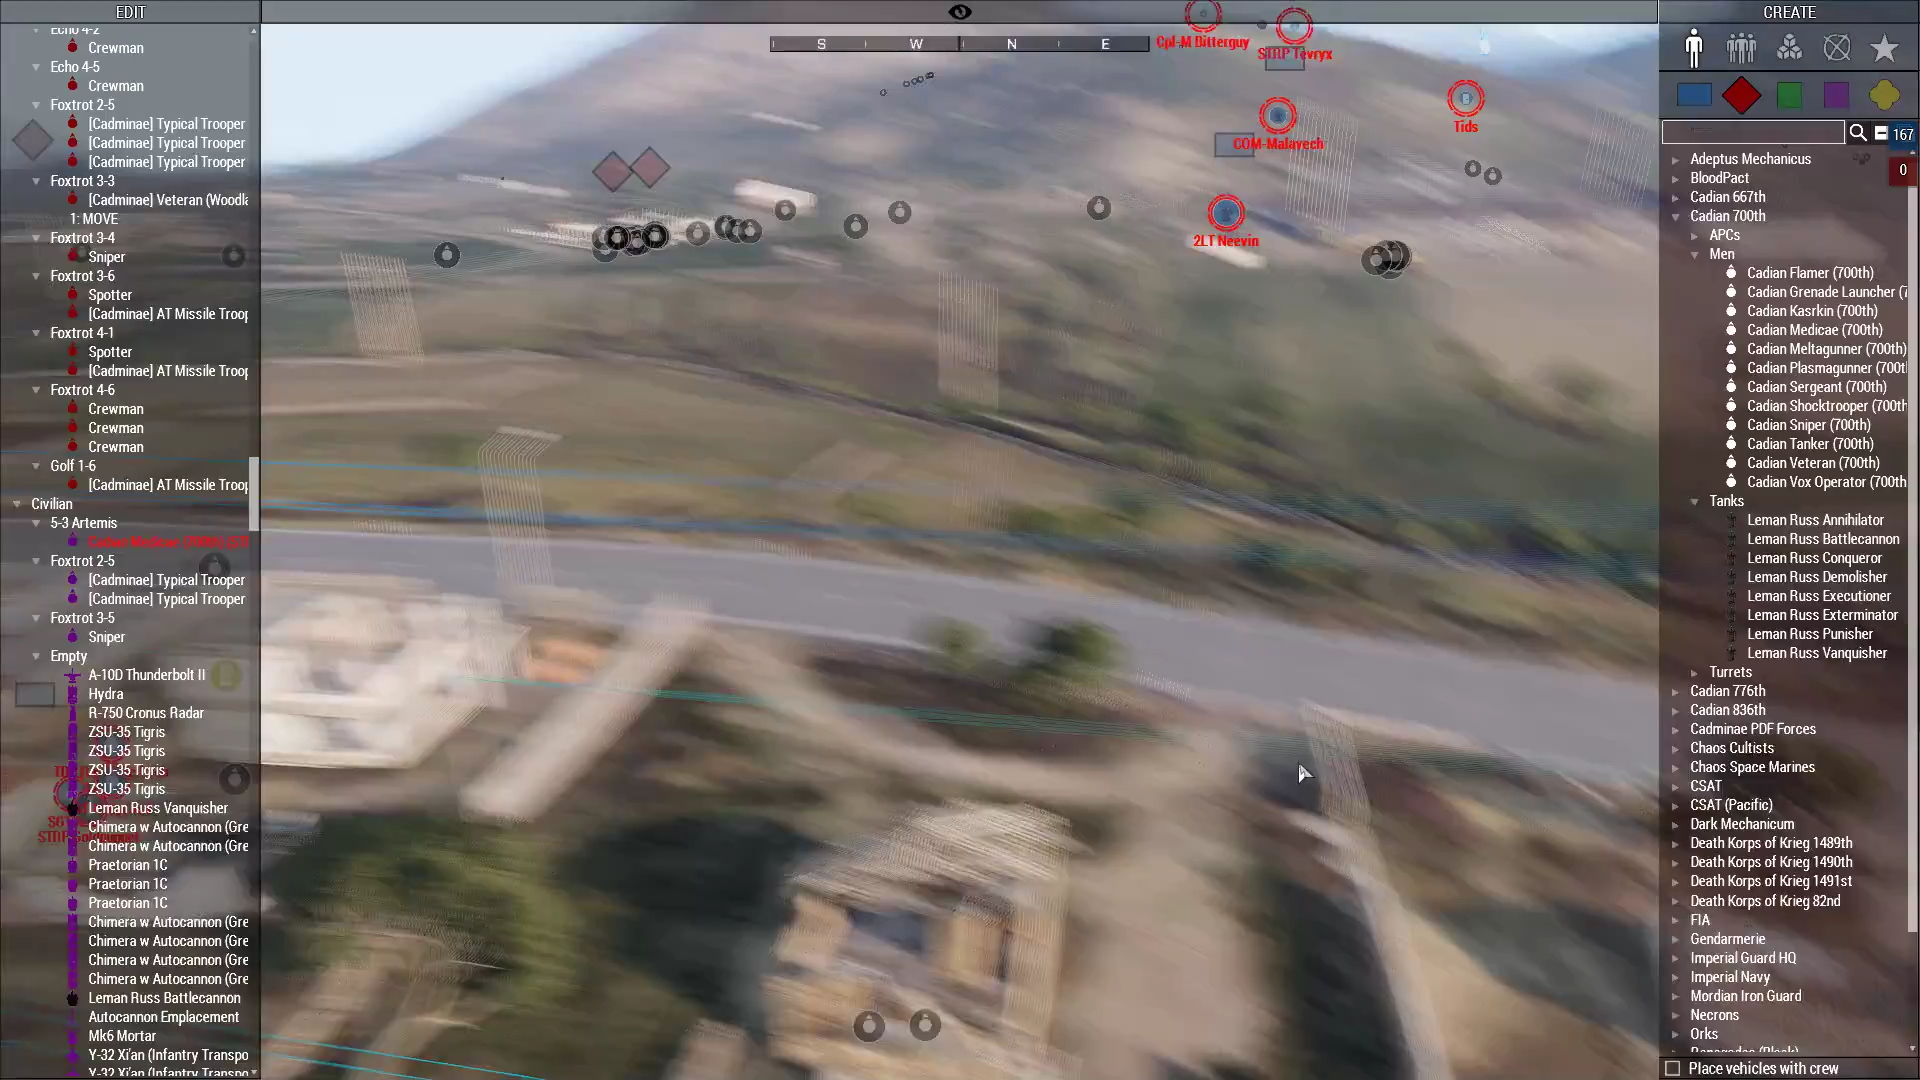 EDIT
Echo 4-2
Crewman
Echo 4-5
Crewman
Foxtrot 2-5
[Cadminae] Typical Trooper
[Cadminae] Typical Trooper
[Cadminae] Typical Trooper
Foxtrot 3-3
[Cadminae] Veteran (Woodla
1: MOVE
Foxtrot 3-4
Sniper
Foxtrot 3-6
Spotter
[Cadminae] AT Missile Troop
Foxtrot 4-1
Spotter
[Cadminae] AT Missile Troop
Foxtrot 4-6
Crewman
Crewman
Crewman
Golf 1-6
[Cadminae] AT Missile Troop
Civilian
5-3 Artemis
Cadian Medicae (700th) (ST
Foxtrot 2-5
[Cadminae] Typical Trooper
[Cadminae] Typical Trooper
Foxtrot 3-5
Sniper
Empty
A-10D Thunderbolt II
Hydra
R-750 Cronus Radar
ZSU-35 Tigris
ZSU-35 Tigris
ZSU-35 Tigris
ZSU-35 Tigris
Leman Russ Vanquisher
Chimera w Autocannon (Gre
Chimera w Autocannon (Gre
Praetorian 1C
Praetorian 1C
Praetorian 1C
Chimera w Autocannon (Gre
Chimera w Autocannon (Gre
Chimera w Autocannon (Gre
Chimera w Autocannon (Gre
Leman Russ Battlecannon
Autocannon Emplacement
Mk6 Mortar
Y-32 Xi'an (Infantry Transpo
Y-32 Xi'an (Infantry Transpo
S W N E
Cpl-M Bitterguy
STRP Tevryx
Tids
COM-Malavech
2LT Neevin
CREATE
167
0
Adeptus Mechanicus
BloodPact
Cadian 667th
Cadian 700th
APCs
Men
Cadian Flamer (700th)
Cadian Grenade Launcher (7
Cadian Kasrkin (700th)
Cadian Medicae (700th)
Cadian Meltagunner (700th)
Cadian Plasmagunner (700th
Cadian Sergeant (700th)
Cadian Shocktrooper (700th
Cadian Sniper (700th)
Cadian Tanker (700th)
Cadian Veteran (700th)
Cadian Vox Operator (700th
Tanks
Leman Russ Annihilator
Leman Russ Battlecannon
Leman Russ Conqueror
Leman Russ Demolisher
Leman Russ Executioner
Leman Russ Exterminator
Leman Russ Punisher
Leman Russ Vanquisher
Turrets
Cadian 776th
Cadian 836th
Cadminae PDF Forces
Chaos Cultists
Chaos Space Marines
CSAT
CSAT (Pacific)
Dark Mechanicum
Death Korps of Krieg 1489th
Death Korps of Krieg 1490th
Death Korps of Krieg 1491st
Death Korps of Krieg 82nd
FIA
Gendarmerie
Imperial Guard HQ
Imperial Navy
Mordian Iron Guard
Necrons
Orks
Place vehicles with crew